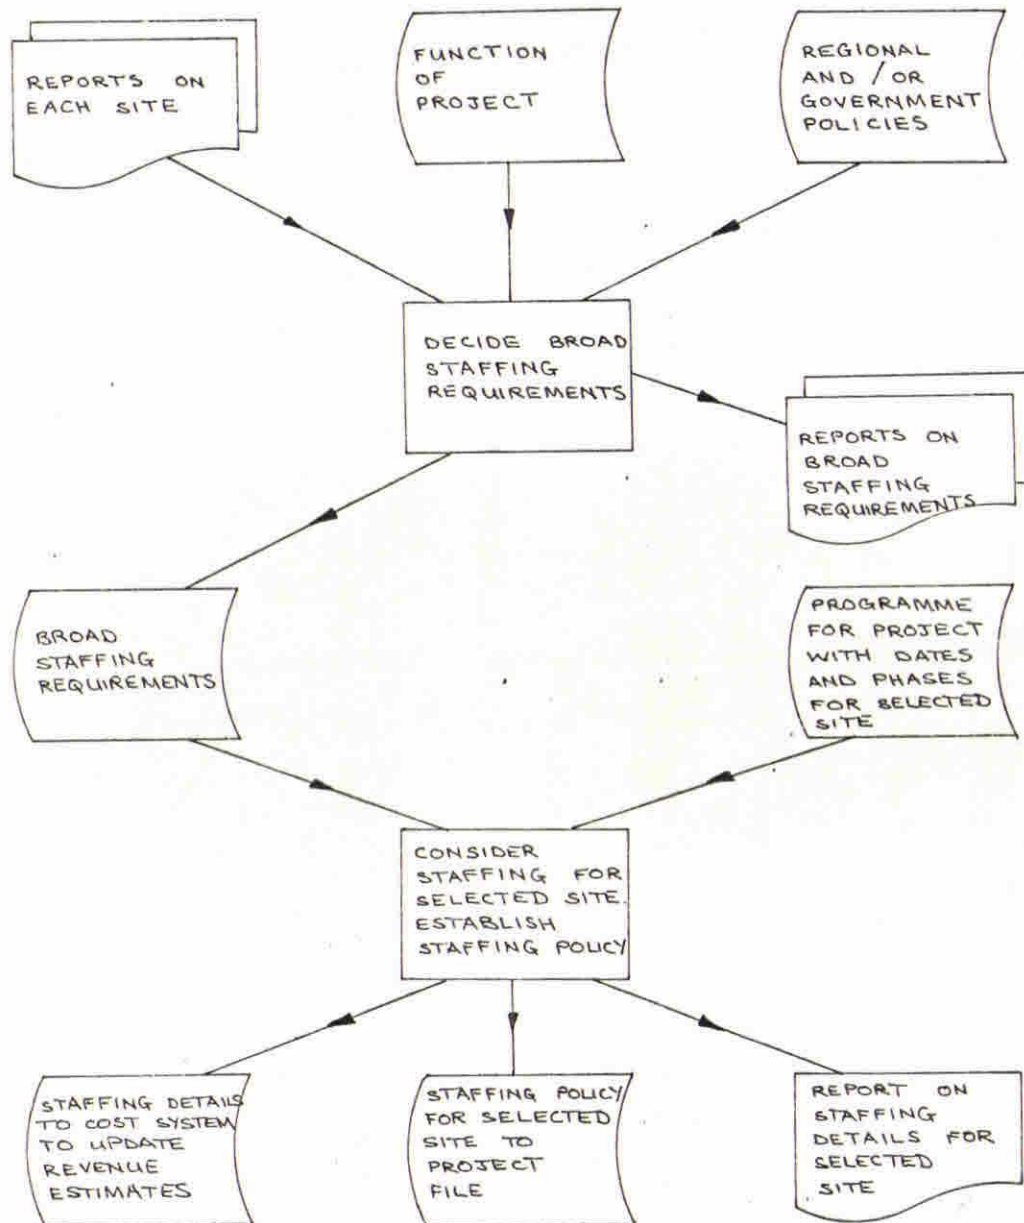 REPORTS ON
EACH SITE
FUNCTION
OF
PROJECT
REGIONAL
AND / OR
GOVERNMENT
POLICIES
DECIDE BROAD
STAFFING
REQUIREMENTS
REPORTS ON
BROAD
STAFFING
REQUIREMENTS
BROAD
STAFFING
REQUIREMENTS
PROGRAMME
FOR PROJECT
WITH DATES
AND PHASES
FOR SELECTED
SITE
CONSIDER
STAFFING FOR
SELECTED SITE.
ESTABLISH
STAFFING POLICY
STAFFING DETAILS
TO COST SYSTEM
TO UPDATE
REVENUE
ESTIMATES
STAFFING POLICY
FOR SELECTED
SITE TO
PROJECT
FILE
REPORT ON
STAFFING
DETAILS FOR
SELECTED
SITE